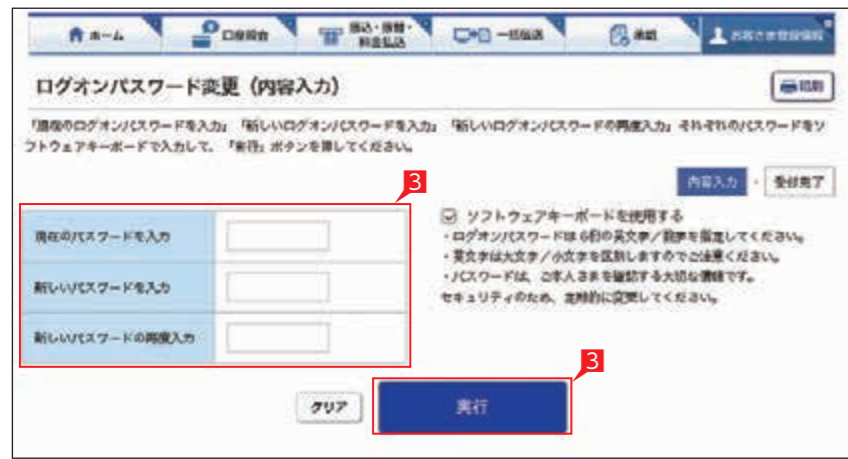 ホーム
口座照会
振込・振替・
料金払込
一括伝送
承認
お客さま登録情報
ログオンパスワード変更（内容入力）
印刷
「現在のログオンパスワードを入力」「新しいログオンパスワードを入力」「新しいログオンパスワードの再度入力」それぞれのパスワードをソ
フトウェアキーボードで入力して、「実行」ボタンを押してください。
内容入力
受付完了
3
現在のパスワードを入力
新しいパスワードを入力
新しいパスワードの再度入力
ソフトウェアキーボードを使用する
・ログオンパスワードは6桁の英文字／数字を指定してください。
・英文字は大文字／小文字を区別しますのでご注意ください。
・パスワードは、ご本人さまを確認する大切な情報です。
セキュリティのため、定期的に変更してください。
クリア
3
実行